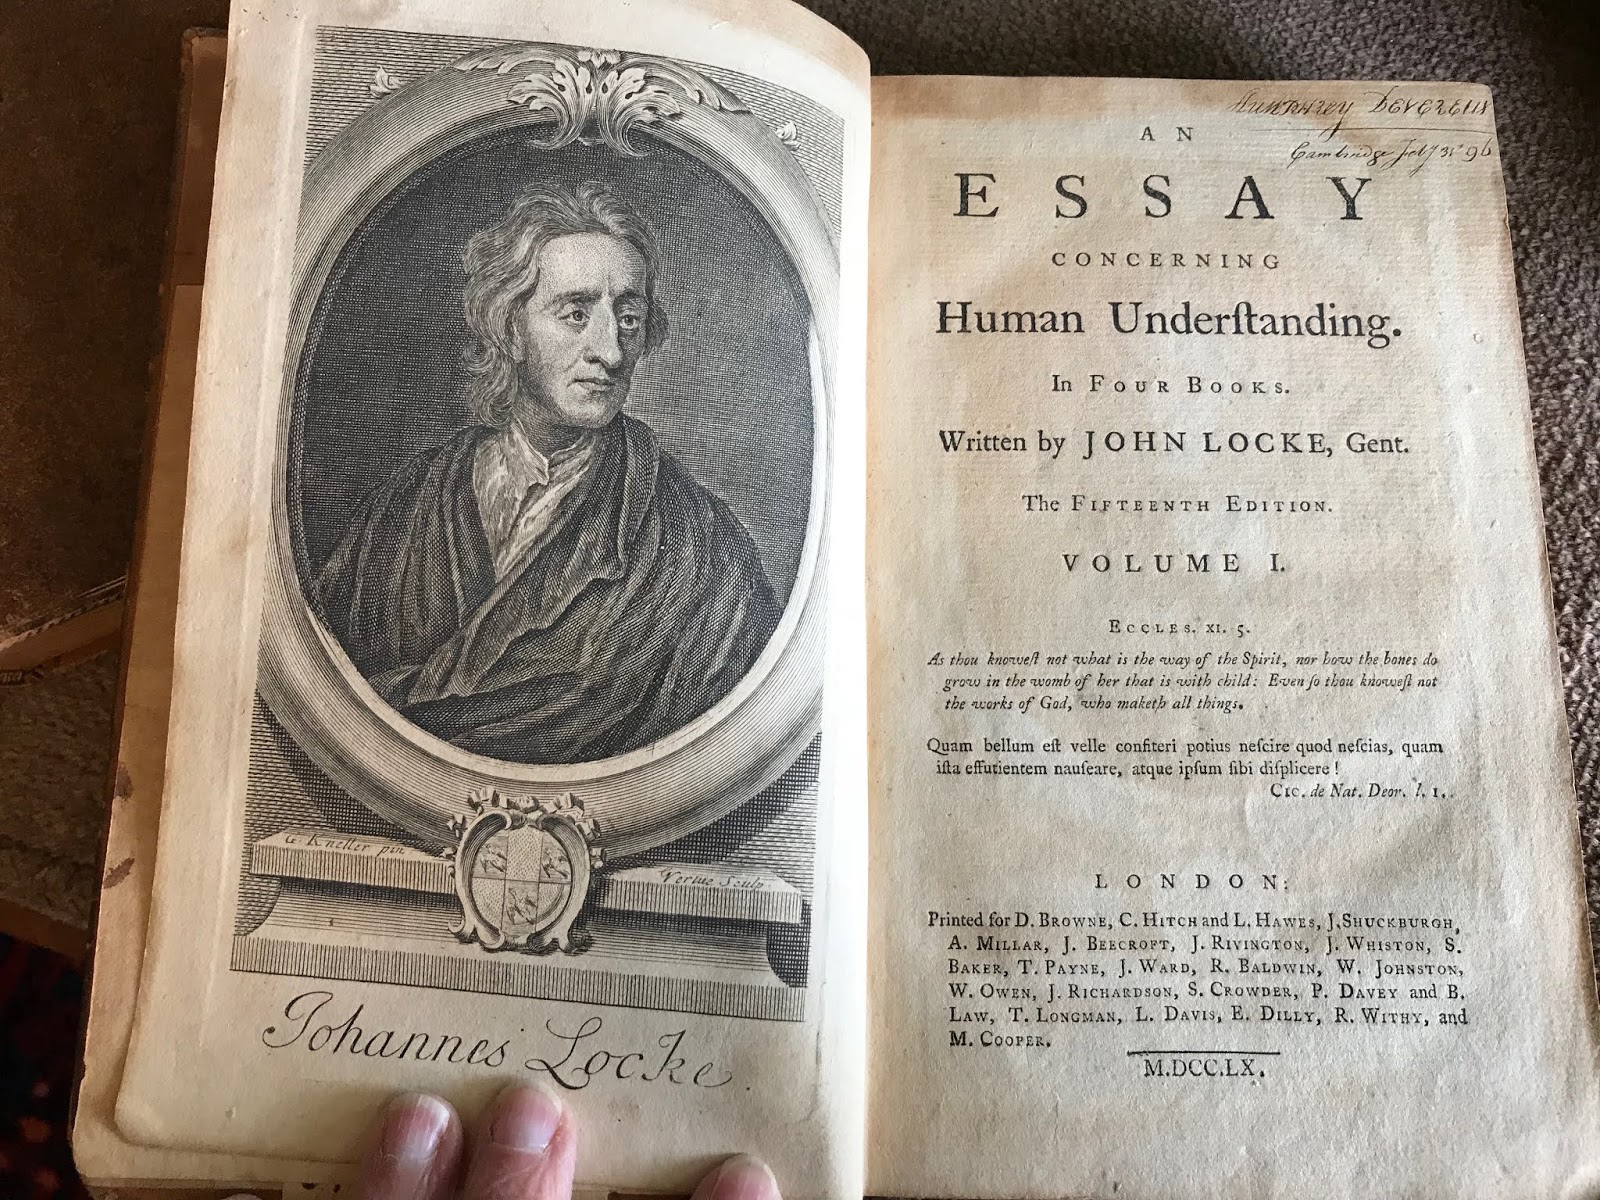 G. Kneller pin
Vertue Sculp.
Johannes Locke.
Humphrey Devereux
Cambridge
AN
ESSAY
CONCERNING
Human Underſtanding.
In FOUR BOOKS.
Written by JOHN LOCKE, Gent.
The FIFTEENTH EDITION.
VOLUME I.
ECCLES. XI. 5.
As thou knoweſt not what is the way of the Spirit, nor how the bones do
grow in the womb of her that is with child: Even ſo thou knoweſt not
the works of God, who maketh all things.
Quam bellum eſt velle confiteri potius neſcire quod neſcias, quam
iſta effutientem nauſeare, atque ipſum ſibi diſplicere!
CIC. de Nat. Deor. l. 1.
LONDON:
Printed for D. BROWNE, C. HITCH and L. HAWES, J. SHUCKBURGH,
A. MILLAR, J. BEECROFT, J. RIVINGTON, J. WHISTON, S.
BAKER, T. PAYNE, J. WARD, R. BALDWIN, W. JOHNSTON,
W. OWEN, J. RICHARDSON, S. CROWDER, P. DAVEY and B.
LAW, T. LONGMAN, L. DAVIS, E. DILLY, R. WITHY, and
M. COOPER.
M.DCC.LX.